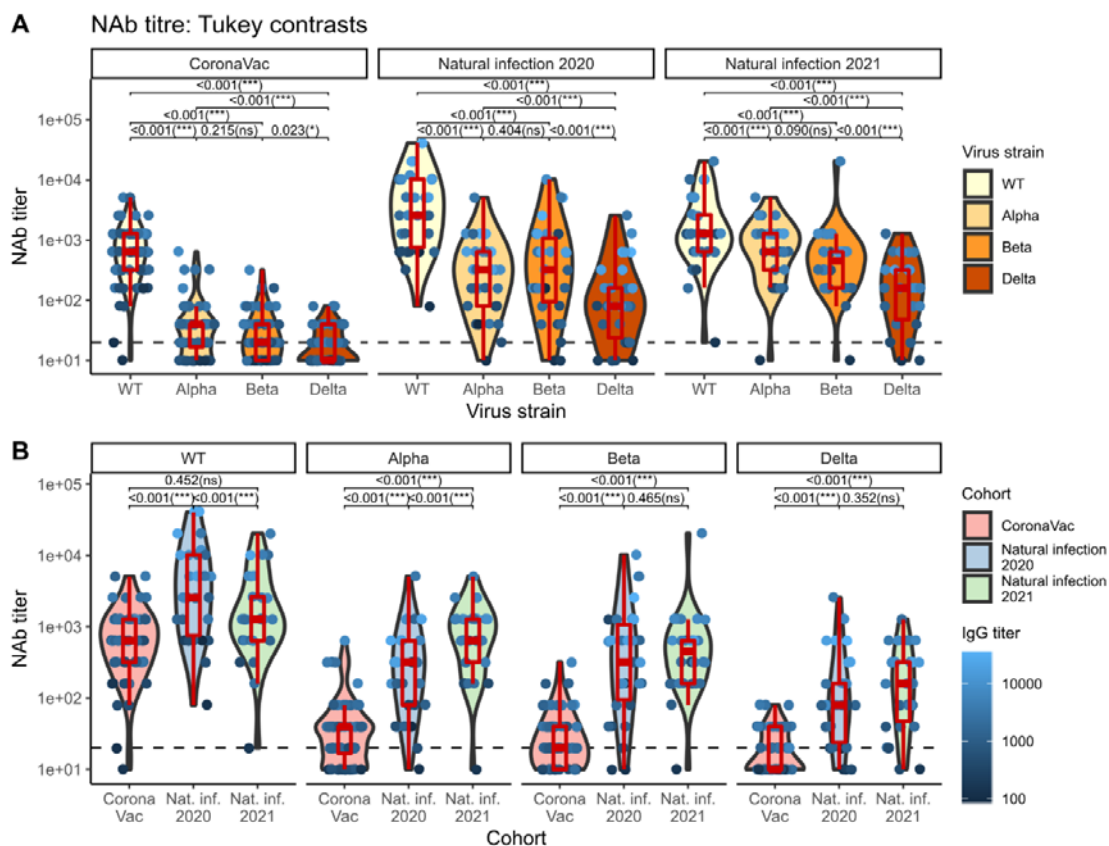 A
NAb titre: Tukey contrasts
CoronaVac
Natural infection 2020
Natural infection 2021
<0.001(***)
<0.001(***)
<0.001(***)
<0.001(***) 0.215(ns) 0.023(*)
<0.001(***)
<0.001(***)
<0.001(***)
<0.001(***) 0.404(ns) <0.001(***)
<0.001(***)
<0.001(***)
<0.001(***)
<0.001(***) 0.090(ns) <0.001(***)
NAb titer
1e+05
1e+04
1e+03
1e+02
1e+01
WT Alpha Beta Delta
WT Alpha Beta Delta
WT Alpha Beta Delta
Virus strain
Virus strain
WT
Alpha
Beta
Delta
B
WT
Alpha
Beta
Delta
0.452(ns)
<0.001(***) <0.001(***)
<0.001(***)
<0.001(***) <0.001(***)
<0.001(***)
<0.001(***) 0.465(ns)
<0.001(***)
<0.001(***) 0.352(ns)
NAb titer
1e+05
1e+04
1e+03
1e+02
1e+01
Corona Nat. inf. Nat. inf.
Vac 2020 2021
Corona Nat. inf. Nat. inf.
Vac 2020 2021
Corona Nat. inf. Nat. inf.
Vac 2020 2021
Corona Nat. inf. Nat. inf.
Vac 2020 2021
Cohort
Cohort
CoronaVac
Natural infection
2020
Natural infection
2021
IgG titer
10000
1000
100